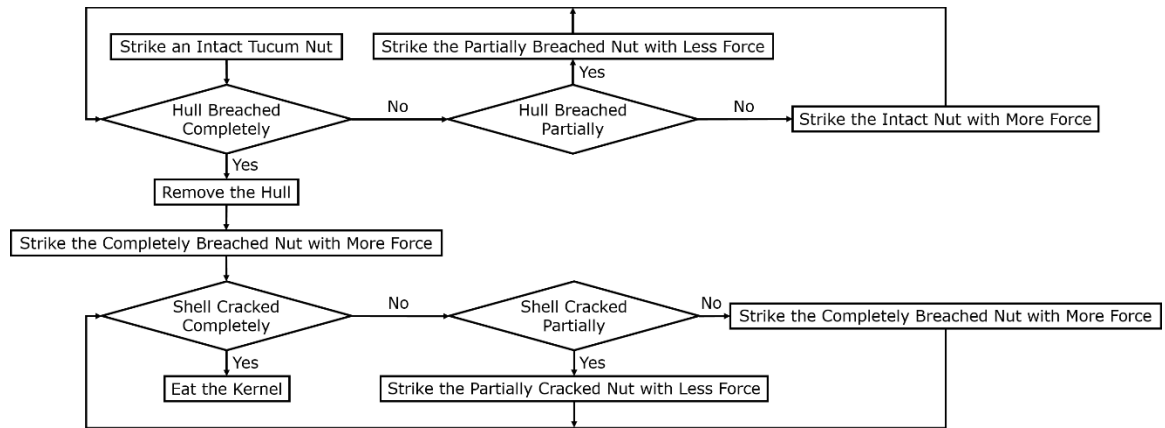 Strike an Intact Tucum Nut
Strike the Partially Breached Nut with Less Force
Yes
Hull Breached
Completely
No
Hull Breached
Partially
No
Strike the Intact Nut with More Force
Yes
Remove the Hull
Strike the Completely Breached Nut with More Force
Shell Cracked
Completely
No
Shell Cracked
Partially
No
Strike the Completely Breached Nut with More Force
Yes
Yes
Eat the Kernel
Strike the Partially Cracked Nut with Less Force